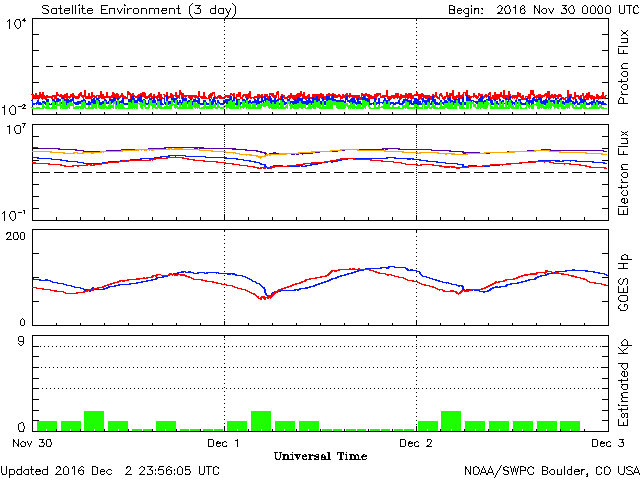 Satellite Environment (3 day) Begin: 2016 Nov 30 0000 UTC
10^4
10^-2
Proton Flux
10^7
10^-1
Electron Flux
200
0
GOES Hp
9
0
Estimated Kp
Nov 30 Dec 1 Dec 2 Dec 3
Universal Time
Updated 2016 Dec 2 23:56:05 UTC NOAA/SWPC Boulder, CO USA